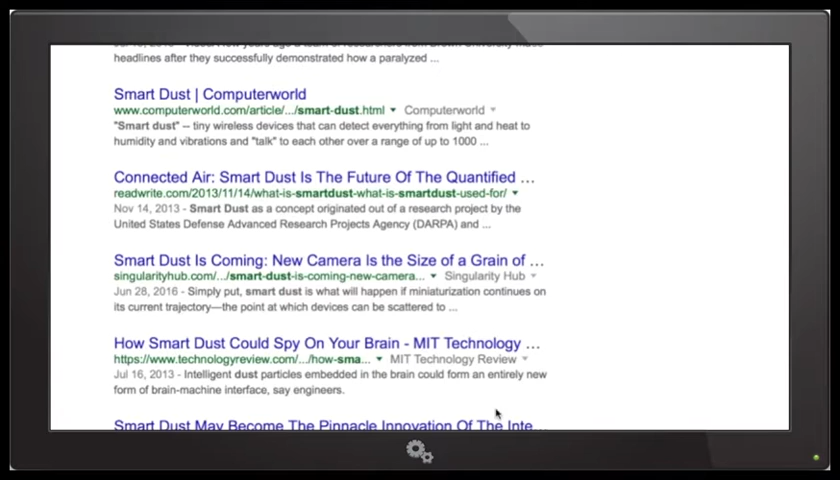 headlines after they successfully demonstrated how a paralyzed ...
Smart Dust | Computerworld
www.computerworld.com/article/.../smart-dust.html ▼ Computerworld ▼
"Smart dust" – tiny wireless devices that can detect everything from light and heat to
humidity and vibrations and "talk" to each other over a range of up to 1000 ...
Connected Air: Smart Dust Is The Future Of The Quantified ...
readwrite.com/2013/11/14/what-is-smartdust-what-is-smartdust-used-for/ ▼
Nov 14, 2013 - Smart Dust as a concept originated out of a research project by the
United States Defense Advanced Research Projects Agency (DARPA) and ...
Smart Dust Is Coming: New Camera Is the Size of a Grain of ...
singularityhub.com/.../smart-dust-is-coming-new-camera... ▼ Singularity Hub ▼
Jun 28, 2016 - Simply put, smart dust is what will happen if miniaturization continues on
its current trajectory—the point at which devices can be scattered to ...
How Smart Dust Could Spy On Your Brain - MIT Technology ...
https://www.technologyreview.com/.../how-sma... ▼ MIT Technology Review ▼
Jul 16, 2013 - Intelligent dust particles embedded in the brain could form an entirely new
form of brain-machine interface, say engineers.
Smart Dust May Become The Pinnacle Innovation Of The Inte...